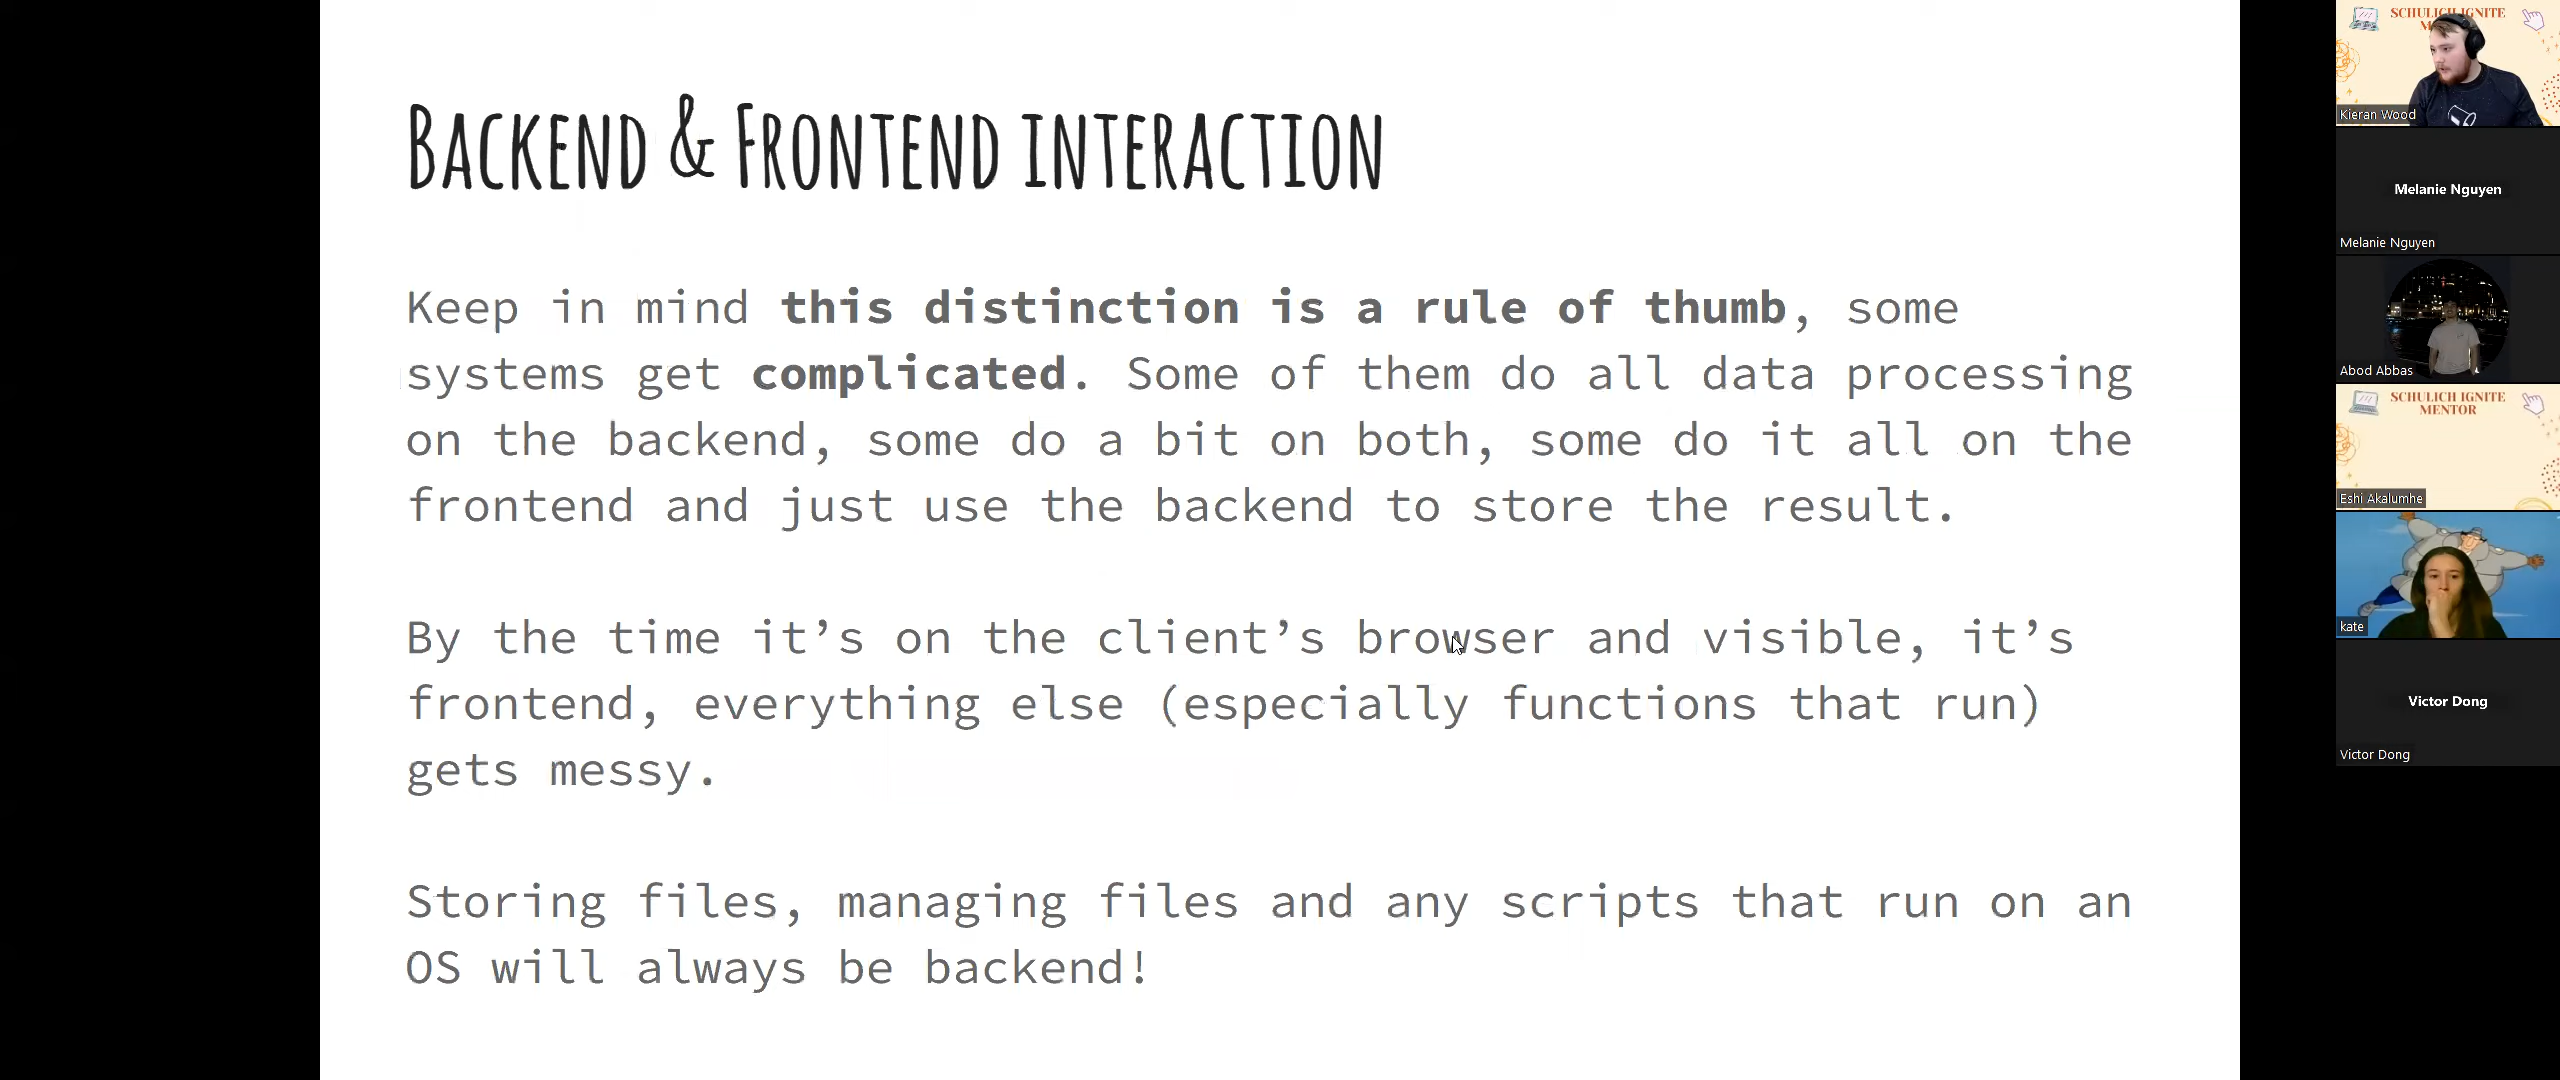 BACKEND & FRONTEND INTERACTION
Keep in mind this distinction is a rule of thumb, some
systems get complicated. Some of them do all data processing
on the backend, some do a bit on both, some do it all on the
frontend and just use the backend to store the result.
By the time it’s on the client’s browser and visible, it’s
frontend, everything else (especially functions that run)
gets messy.
Storing files, managing files and any scripts that run on an
OS will always be backend!
SCHULICH IGNITE
Kieran Wood
Melanie Nguyen
Melanie Nguyen
Abod Abbas
SCHULICH IGNITE
MENTOR
Eshi Akalumhe
kate
Victor Dong
Victor Dong